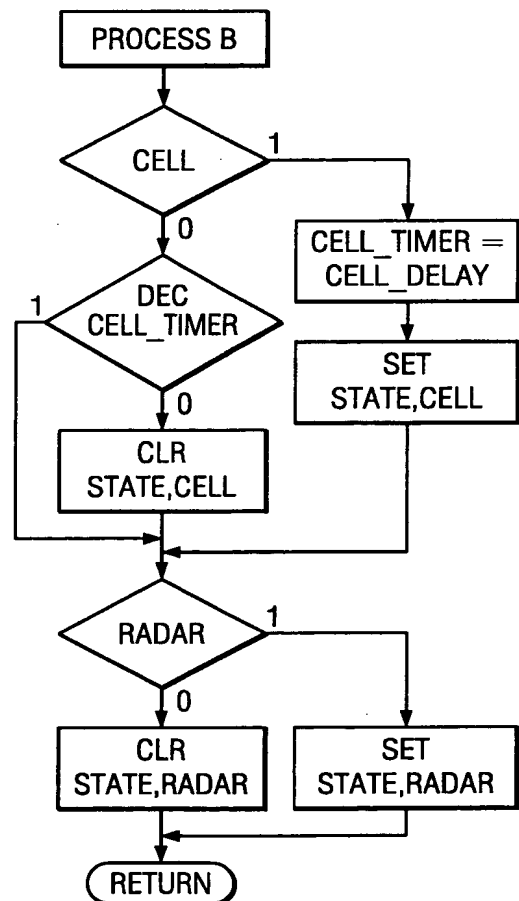 PROCESS B
CELL
1
0
CELL_TIMER =
CELL_DELAY
1
DEC
CELL_TIMER
0
SET
STATE,CELL
CLR
STATE,CELL
RADAR
1
0
CLR
STATE,RADAR
SET
STATE,RADAR
RETURN